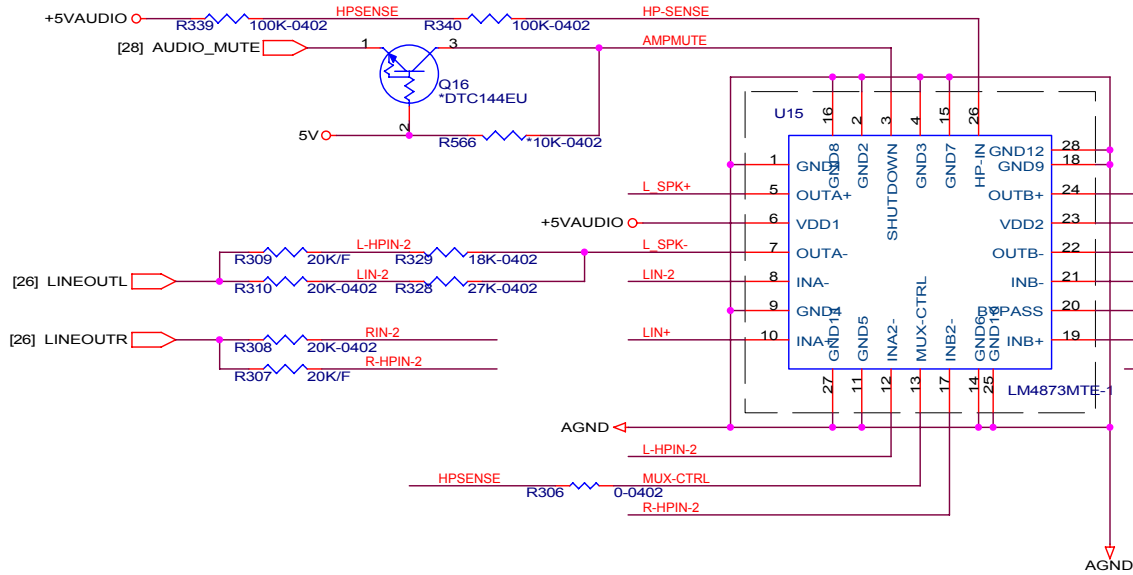 +5VAUDIO
HPSENSE
HP-SENSE
R339
100K-0402
R340
100K-0402
[28] AUDIO_MUTE
1
3
AMPMUTE
Q16
*DTC144EU
5V
2
R566
*10K-0402
U15
16
2
3
4
15
26
GND8
GND2
SHUTDOWN
GND3
GND7
HP-IN
1
GND12
28
GND9
18
L_SPK+
5
OUTA+
OUTB+
24
+5VAUDIO
6
VDD1
VDD2
23
L-HPIN-2
L_SPK-
7
OUTA-
OUTB-
22
R309
20K/F
R329
18K-0402
[26] LINEOUTL
LIN-2
LIN-2
8
INA-
INB-
21
R310
20K-0402
R328
27K-0402
9
GND4
BYPASS
20
[26] LINEOUTR
RIN-2
LIN+
10
INA+
INB+
19
R308
20K-0402
R-HPIN-2
R307
20K/F
GND5
INA2-
MUX-CTRL
INB2-
GND6
GND10
27
11
12
13
17
14
25
LM4873MTE-1
AGND
L-HPIN-2
HPSENSE
R306
0-0402
MUX-CTRL
R-HPIN-2
AGND